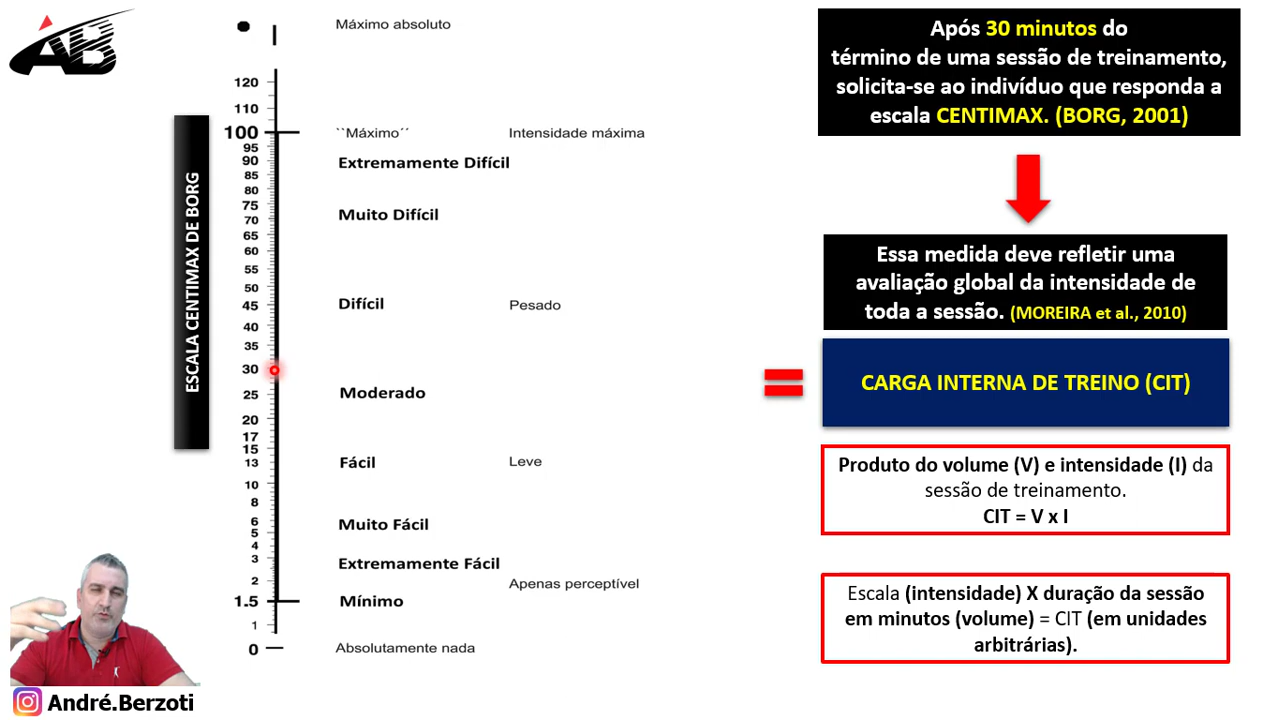 AB
Máximo absoluto
120
110
100
``Máximo´´
Intensidade máxima
95
90
Extremamente Difícil
85
80
75
Muito Difícil
70
65
60
55
50
45
Difícil
Pesado
40
35
30
25
Moderado
20
17
15
13
Fácil
Leve
10
8
6
Muito Fácil
5
4
3
Extremamente Fácil
2
Apenas perceptível
1.5
Mínimo
1
0
Absolutamente nada
ESCALA CENTIMAX DE BORG
Após 30 minutos do
término de uma sessão de treinamento,
solicita-se ao indivíduo que responda a
escala CENTIMAX. (BORG, 2001)
Essa medida deve refletir uma
avaliação global da intensidade de
toda a sessão. (MOREIRA et al., 2010)
=
CARGA INTERNA DE TREINO (CIT)
Produto do volume (V) e intensidade (I) da
sessão de treinamento.
CIT = V x I
Escala (intensidade) X duração da sessão
em minutos (volume) = CIT (em unidades
arbitrárias).
André.Berzoti